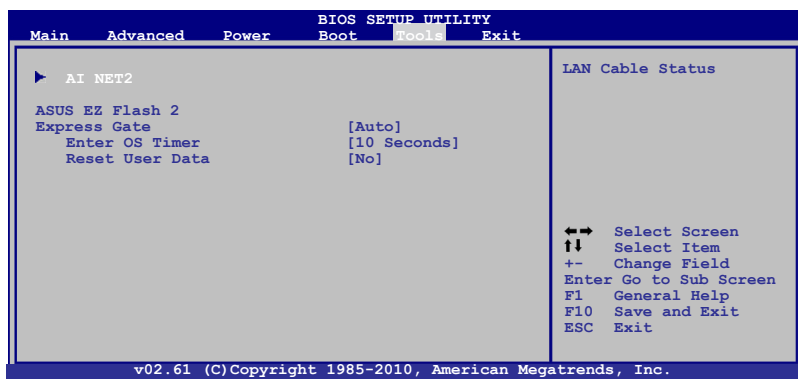 BIOS SETUP UTILITY
Main Advanced Power Boot Tools Exit
AI NET2
ASUS EZ Flash 2
Express Gate [Auto]
Enter OS Timer [10 Seconds]
Reset User Data [No]
LAN Cable Status
←→ Select Screen
↑↓ Select Item
+- Change Field
Enter Go to Sub Screen
F1 General Help
F10 Save and Exit
ESC Exit
v02.61 (C)Copyright 1985-2010, American Megatrends, Inc.